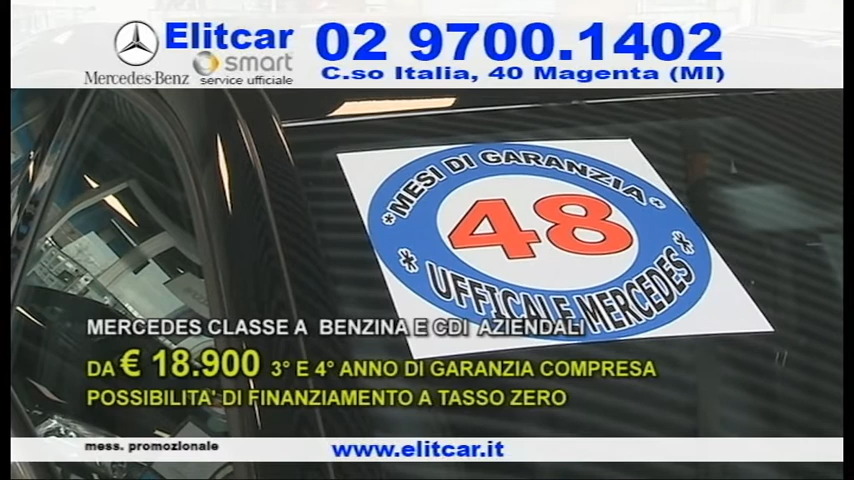 Elitcar
Mercedes-Benz
smart
service ufficiale
02 9700.1402
C.so Italia, 40 Magenta (MI)
*MESI DI GARANZIA*
48
* UFFICALE MERCEDES *
MERCEDES CLASSE A BENZINA E CDI AZIENDALI
DA € 18.900 3° E 4° ANNO DI GARANZIA COMPRESA
POSSIBILITA' DI FINANZIAMENTO A TASSO ZERO
mess. promozionale
www.elitcar.it